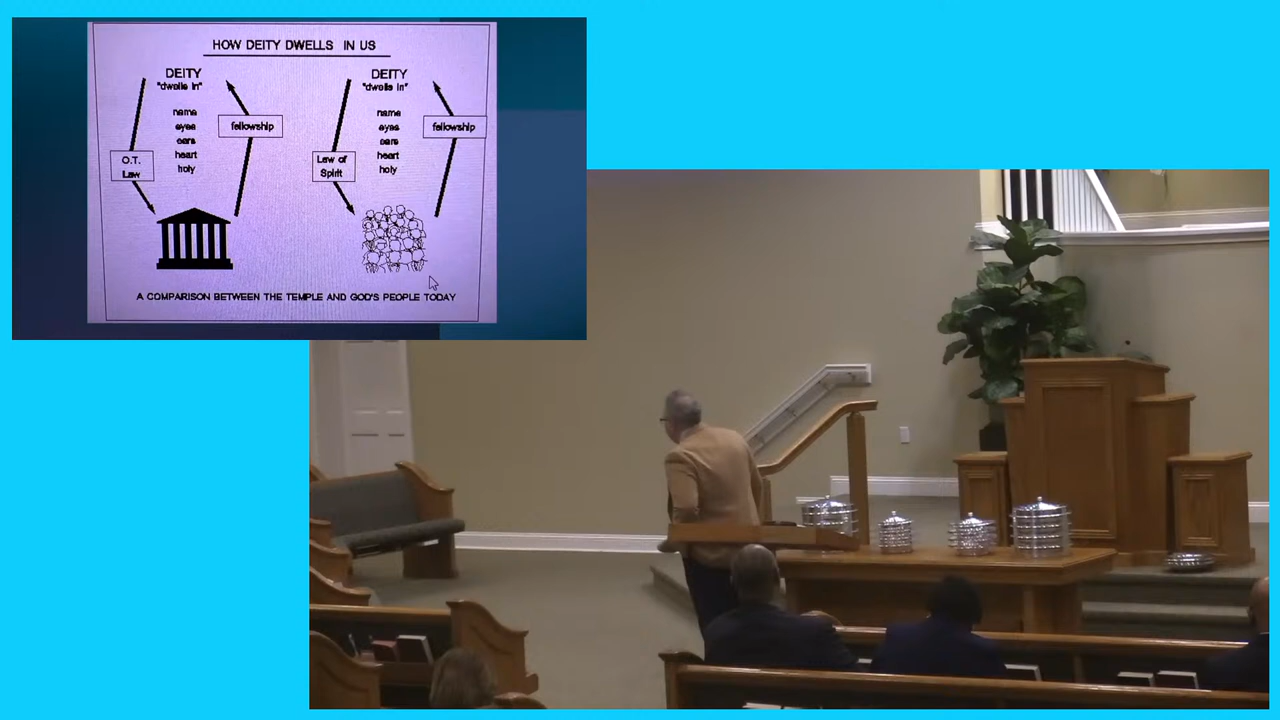 HOW DEITY DWELLS IN US
DEITY
"dwells in"
name
eyes
ears
heart
holy
O.T.
Law
fellowship
DEITY
"dwells in"
name
eyes
ears
heart
holy
Law of
Spirit
fellowship
A COMPARISON BETWEEN THE TEMPLE AND GOD'S PEOPLE TODAY